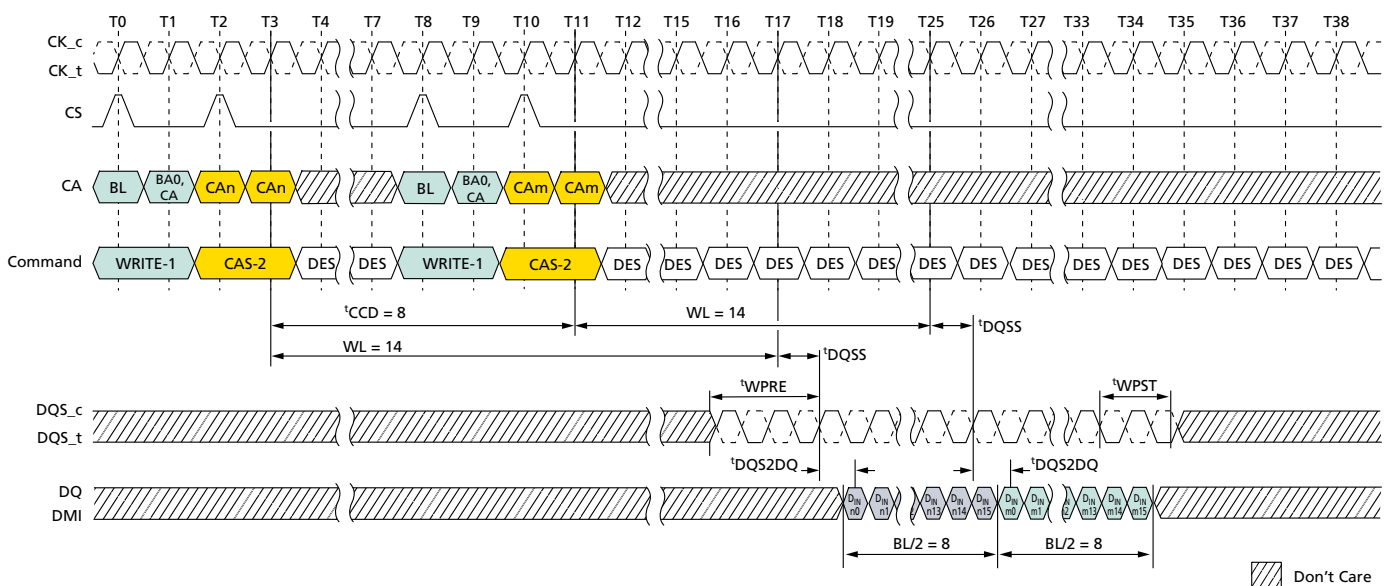 T0 T1 T2 T3 T4 T7 T8 T9 T10 T11 T12 T15 T16 T17 T18 T19 T25 T26 T27 T33 T34 T35 T36 T37 T38
CK_c
CK_t
CS
CA BL BA0, CA CAn CAn BL BA0, CA CAm CAm
Command WRITE-1 CAS-2 DES DES WRITE-1 CAS-2 DES DES DES DES DES DES DES DES DES DES DES DES DES DES DES
tCCD = 8 WL = 14 tDQSS
WL = 14 tDQSS
tWPRE tWPST
DQS_c
DQS_t
tDQS2DQ tDQS2DQ
DQ
DMI
DIN n0 DIN n1 DIN n13 DIN n14 DIN n15 DIN m0 DIN m1 DIN m13 DIN m14 DIN m15
BL/2 = 8 BL/2 = 8
Don't Care